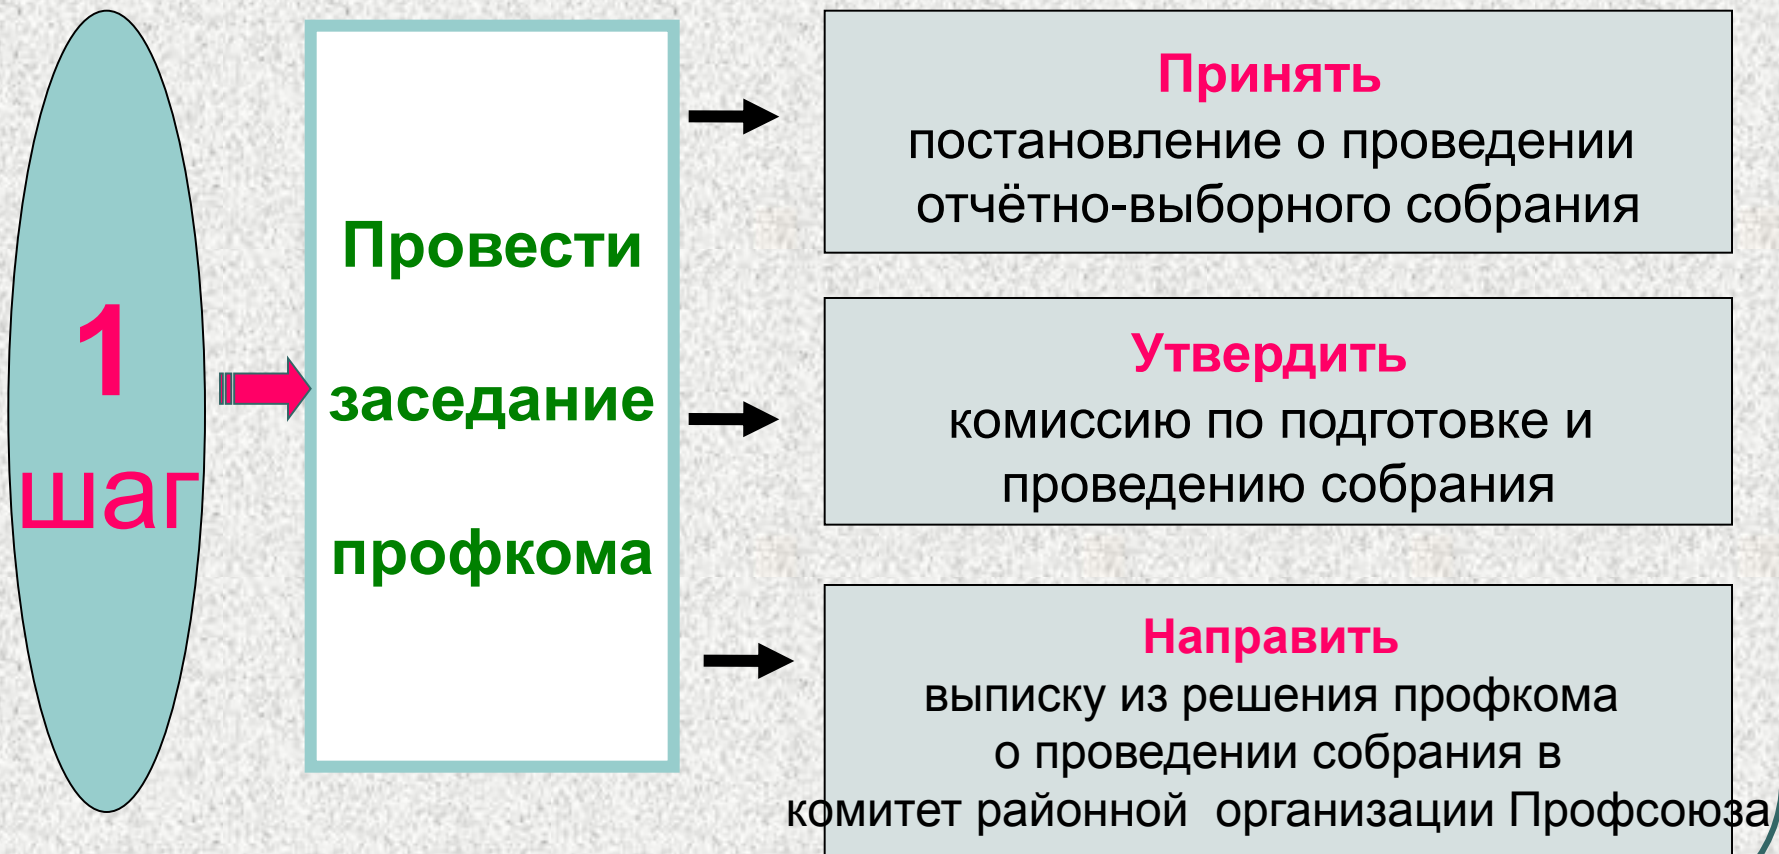 1
шаг
Провести
заседание
профкома
Принять
постановление о проведении
отчётно-выборного собрания
Утвердить
комиссию по подготовке и
проведению собрания
Направить
выписку из решения профкома
о проведении собрания в
комитет районной организации Профсоюза